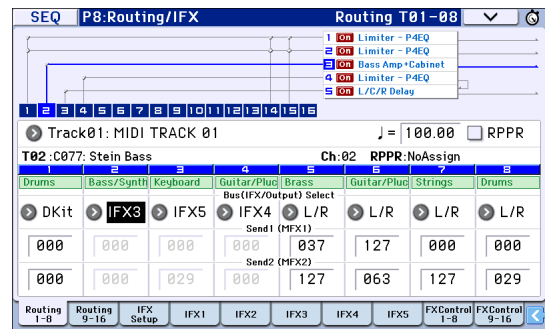 SEQ P8:Routing/IFX Routing T01-08
1 On Limiter - P4EQ
2 On Limiter - P4EQ
3 On Bass Amp+Cabinet
4 On Limiter - P4EQ
5 On L/C/R Delay
1 2 3 4 5 6 7 8 9 10 11 12 13 14 15 16
Track01: MIDI TRACK 01 ♩= 100.00 RPPR
T02:C077: Stein Bass Ch:02 RPPR:NoAssign
1 2 3 4 5 6 7 8
Drums Bass/Synth Keyboard Guitar/Pluc Brass Guitar/Pluc Strings Drums
Bus(IFX/Output) Select
DKit IFX3 IFX5 IFX4 L/R L/R L/R L/R
Send1 (MFX1)
000 000 000 000 037 127 000 000
Send2 (MFX2)
000 000 029 000 127 063 127 029
Routing 1-8 Routing 9-16 IFX Setup IFX1 IFX2 IFX3 IFX4 IFX5 FXControl 1-8 FXControl 9-16